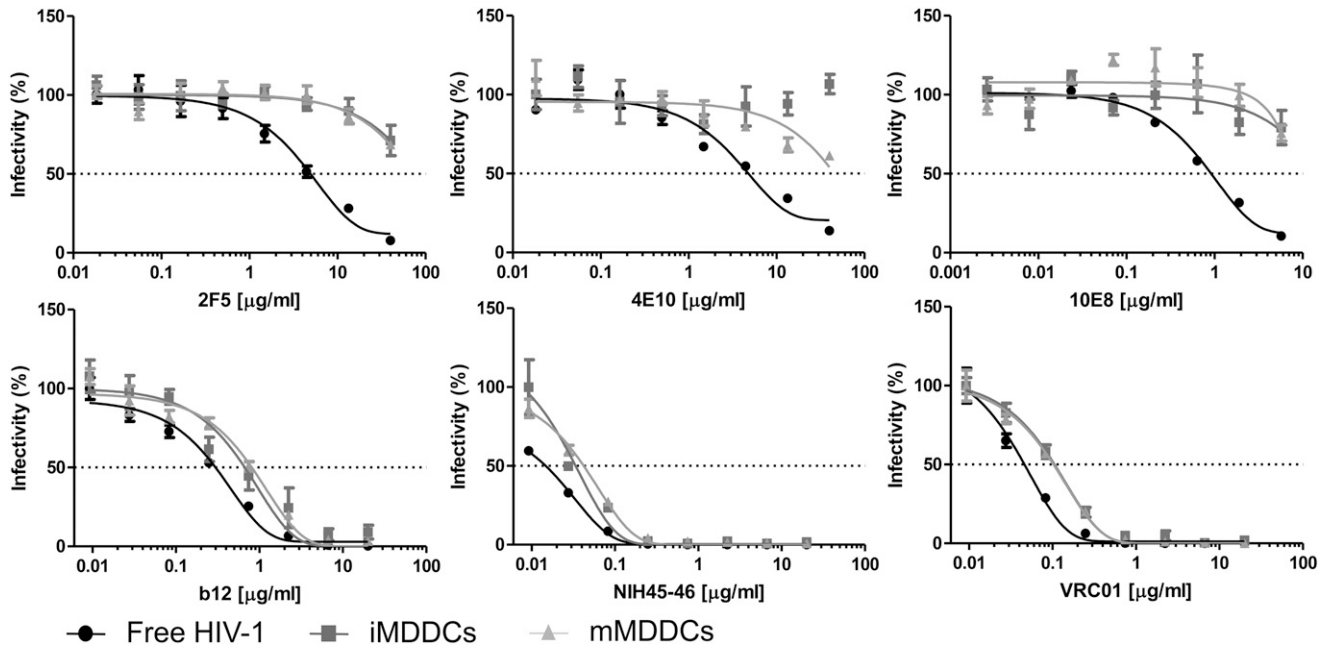 150
100
50
0
Infectivity (%)
0.01 0.1 1 10 100
2F5 [µg/ml]
150
100
50
0
Infectivity (%)
0.01 0.1 1 10 100
4E10 [µg/ml]
150
100
50
0
Infectivity (%)
0.001 0.01 0.1 1 10
10E8 [µg/ml]
150
100
50
0
Infectivity (%)
0.01 0.1 1 10 100
b12 [µg/ml]
150
100
50
0
Infectivity (%)
0.01 0.1 1 10 100
NIH45-46 [µg/ml]
150
100
50
0
Infectivity (%)
0.01 0.1 1 10 100
VRC01 [µg/ml]
Free HIV-1 iMDDCs mMDDCs